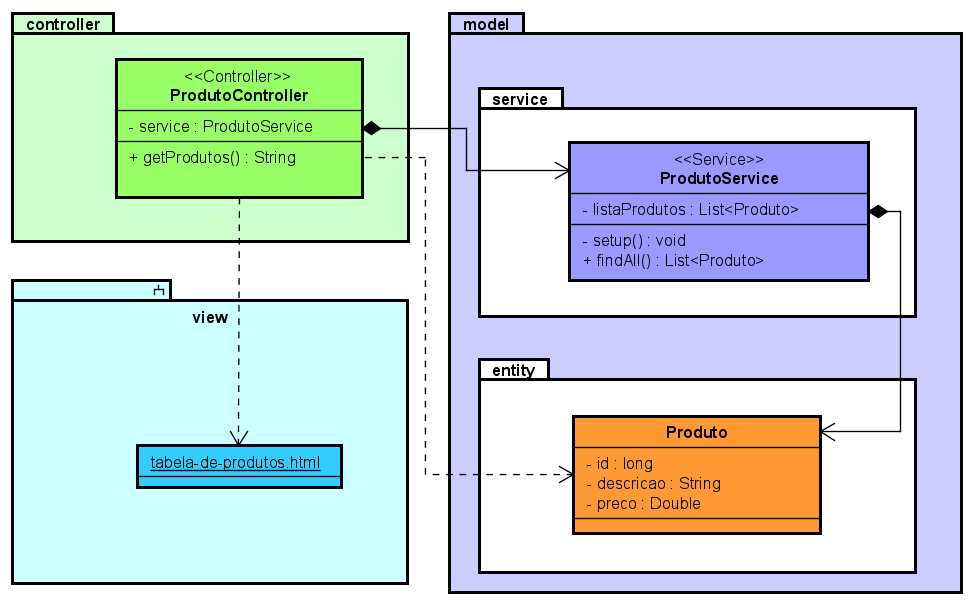 controller
<<Controller>>
ProdutoController
- service : ProdutoService
+ getProdutos() : String
view
tabela-de-produtos.html
model
service
<<Service>>
ProdutoService
- listaProdutos : List<Produto>
- setup() : void
+ findAll() : List<Produto>
entity
Produto
- id : long
- descricao : String
- preco : Double